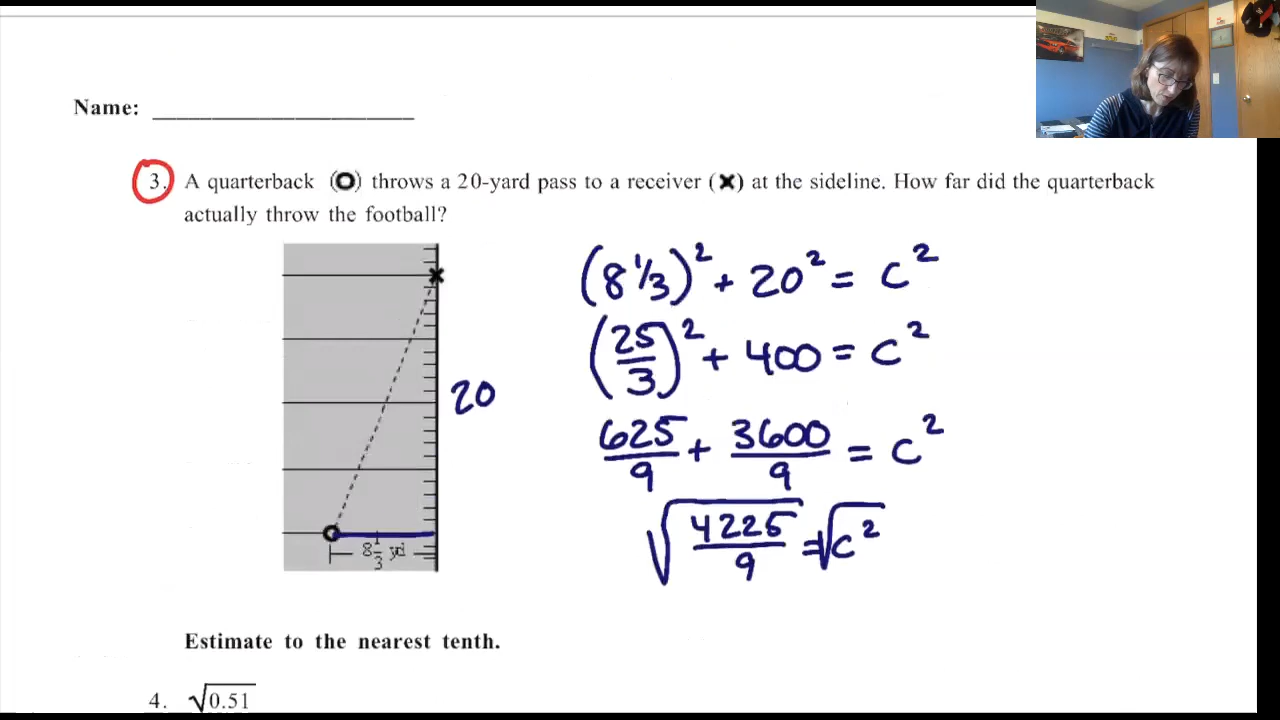 Name: ______________________
3. A quarterback (O) throws a 20-yard pass to a receiver (✖) at the sideline. How far did the quarterback
actually throw the football?
(8 1/3)² + 20² = c²
(25/3)² + 400 = c²
20
625/9 + 3600/9 = c²
√(4225/9) = √c²
8 1/3 yd
Estimate to the nearest tenth.
4. √0.51